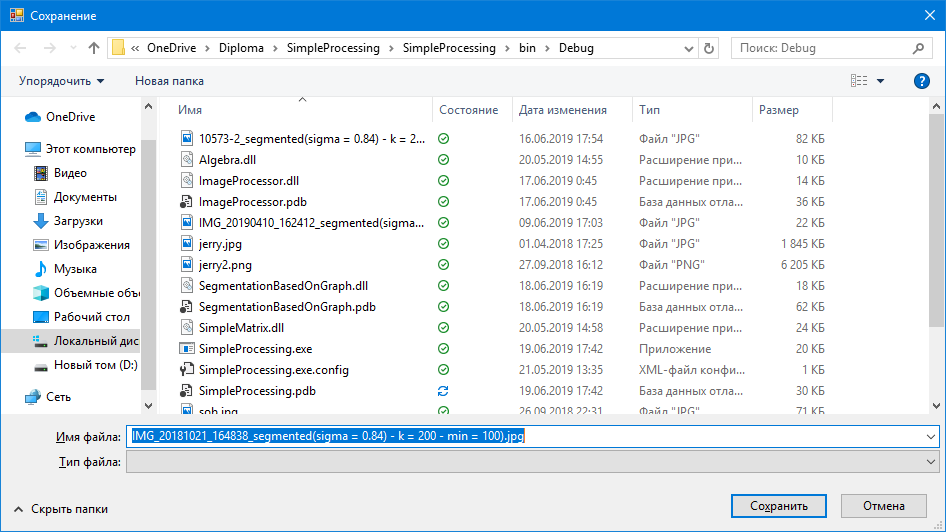 Сохранение
« OneDrive › Diploma › SimpleProcessing › SimpleProcessing › bin › Debug
Поиск: Debug
Упорядочить Новая папка ?
Имя Состояние Дата изменения Тип Размер
OneDrive
Этот компьютер
Видео
Документы
Загрузки
Изображения
Музыка
Объемные объ
Рабочий стол
Локальный дис
Новый том (D:)
Сеть
10573-2_segmented(sigma = 0.84) - k = 2... 16.06.2019 17:54 Файл "JPG" 82 КБ
Algebra.dll 20.05.2019 14:55 Расширение при... 10 КБ
ImageProcessor.dll 17.06.2019 0:45 Расширение при... 14 КБ
ImageProcessor.pdb 17.06.2019 0:45 База данных отла... 36 КБ
IMG_20190410_162412_segmented(sigma... 09.06.2019 17:03 Файл "JPG" 22 КБ
jerry.jpg 01.04.2018 17:25 Файл "JPG" 1 845 КБ
jerry2.png 27.09.2018 16:12 Файл "PNG" 6 205 КБ
SegmentationBasedOnGraph.dll 18.06.2019 16:19 Расширение при... 18 КБ
SegmentationBasedOnGraph.pdb 18.06.2019 16:19 База данных отла... 62 КБ
SimpleMatrix.dll 20.05.2019 14:58 Расширение при... 24 КБ
SimpleProcessing.exe 19.06.2019 17:42 Приложение 20 КБ
SimpleProcessing.exe.config 21.05.2019 13:35 XML-файл конфи... 1 КБ
SimpleProcessing.pdb 19.06.2019 17:42 База данных отла... 30 КБ
26.09.2018 22:31 Файл "JPG" 71 КБ
Имя файла: IMG_20181021_164838_segmented(sigma = 0.84) - k = 200 - min = 100).jpg
Тип файла:
Скрыть папки
Сохранить Отмена